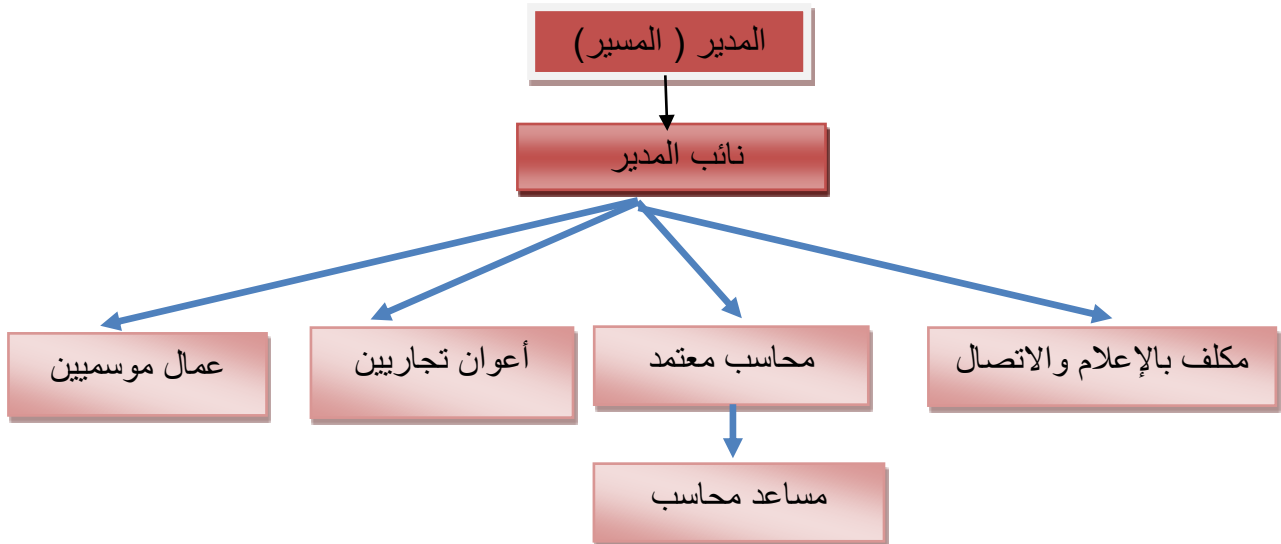 المدير ( المسير)
نائب المدير
مكلف بالإعلام والاتصال
محاسب معتمد
أعوان تجاريين
عمال موسميين
مساعد محاسب